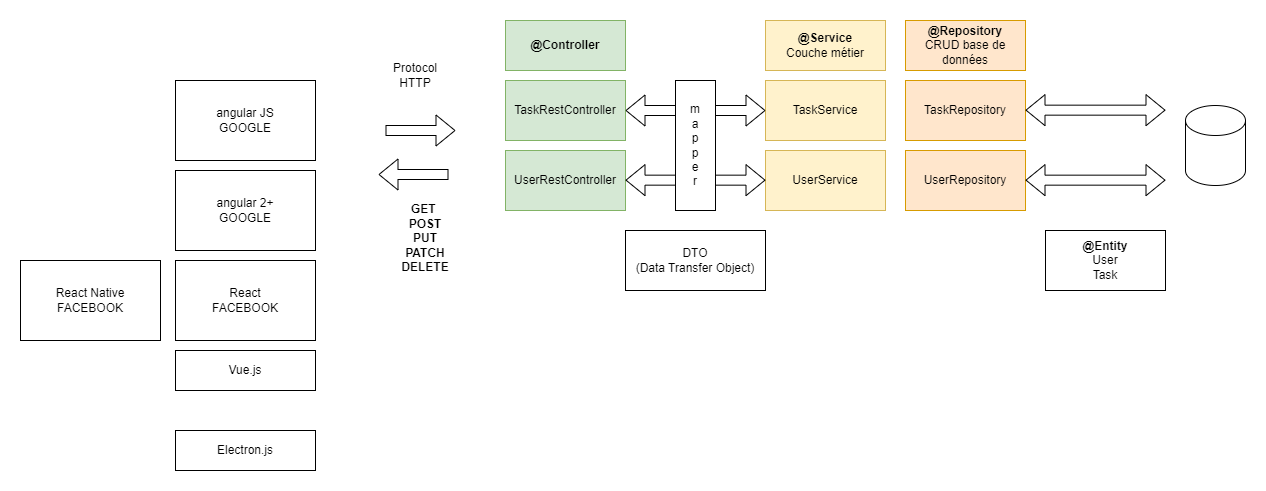 @Controller
@Service
Couche métier
@Repository
CRUD base de
données
Protocol
HTTP
angular JS
GOOGLE
TaskRestController
m
a
p
p
e
r
TaskService
TaskRepository
UserRestController
UserService
UserRepository
angular 2+
GOOGLE
GET
POST
PUT
PATCH
DELETE
DTO
(Data Transfer Object)
@Entity
User
Task
React Native
FACEBOOK
React
FACEBOOK
Vue.js
Electron.js